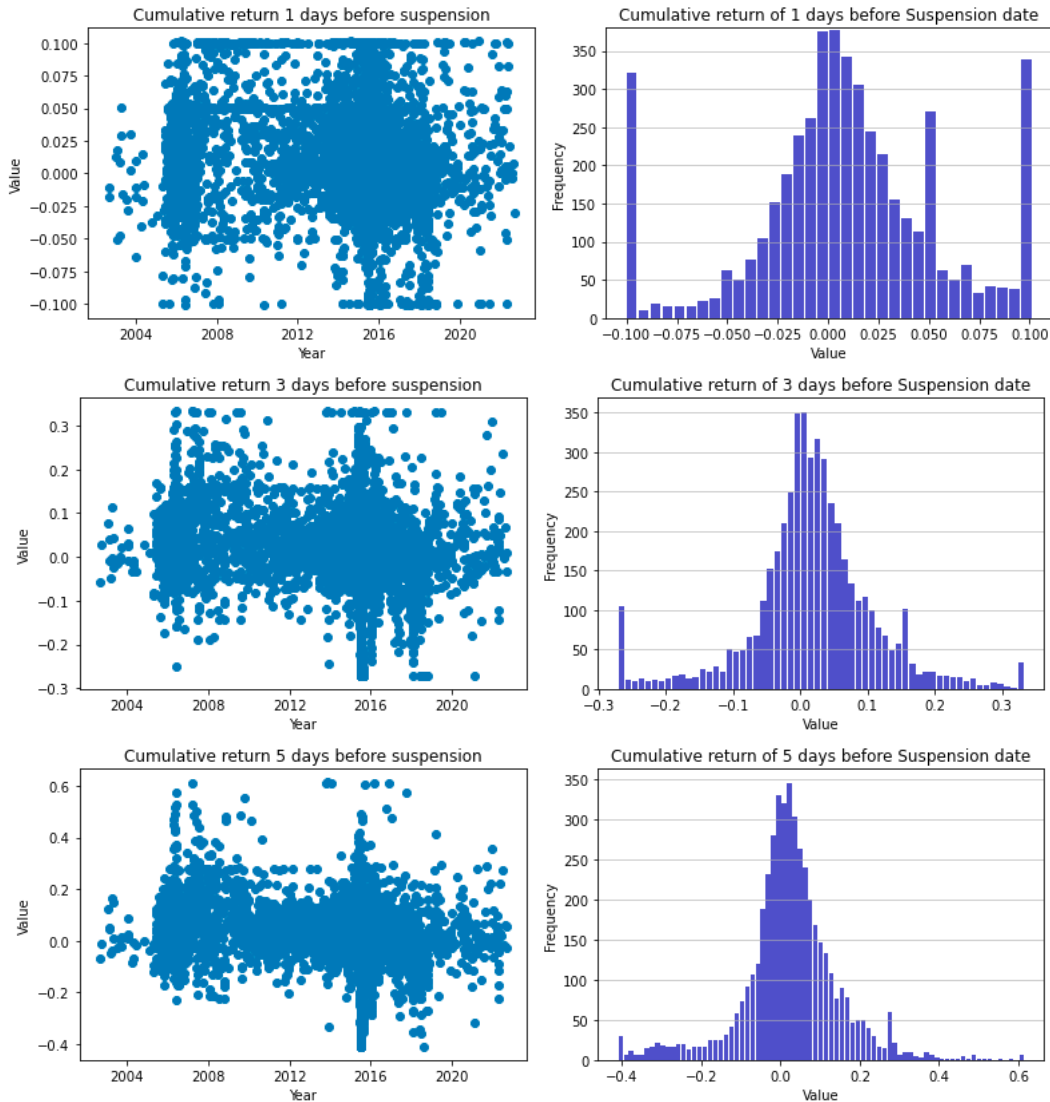 Cumulative return 1 days before suspension
0.100
0.075
0.050
0.025
0.000
−0.025
−0.050
−0.075
−0.100
Value
2004 2008 2012 2016 2020
Year
Cumulative return of 1 days before Suspension date
350
300
250
200
150
100
50
0
Frequency
−0.100 −0.075 −0.050 −0.025 0.000 0.025 0.050 0.075 0.100
Value
Cumulative return 3 days before suspension
0.3
0.2
0.1
0.0
−0.1
−0.2
−0.3
Value
2004 2008 2012 2016 2020
Year
Cumulative return of 3 days before Suspension date
350
300
250
200
150
100
50
0
Frequency
−0.3 −0.2 −0.1 0.0 0.1 0.2 0.3
Value
Cumulative return 5 days before suspension
0.6
0.4
0.2
0.0
−0.2
−0.4
Value
2004 2008 2012 2016 2020
Year
Cumulative return of 5 days before Suspension date
350
300
250
200
150
100
50
0
Frequency
−0.4 −0.2 0.0 0.2 0.4 0.6
Value